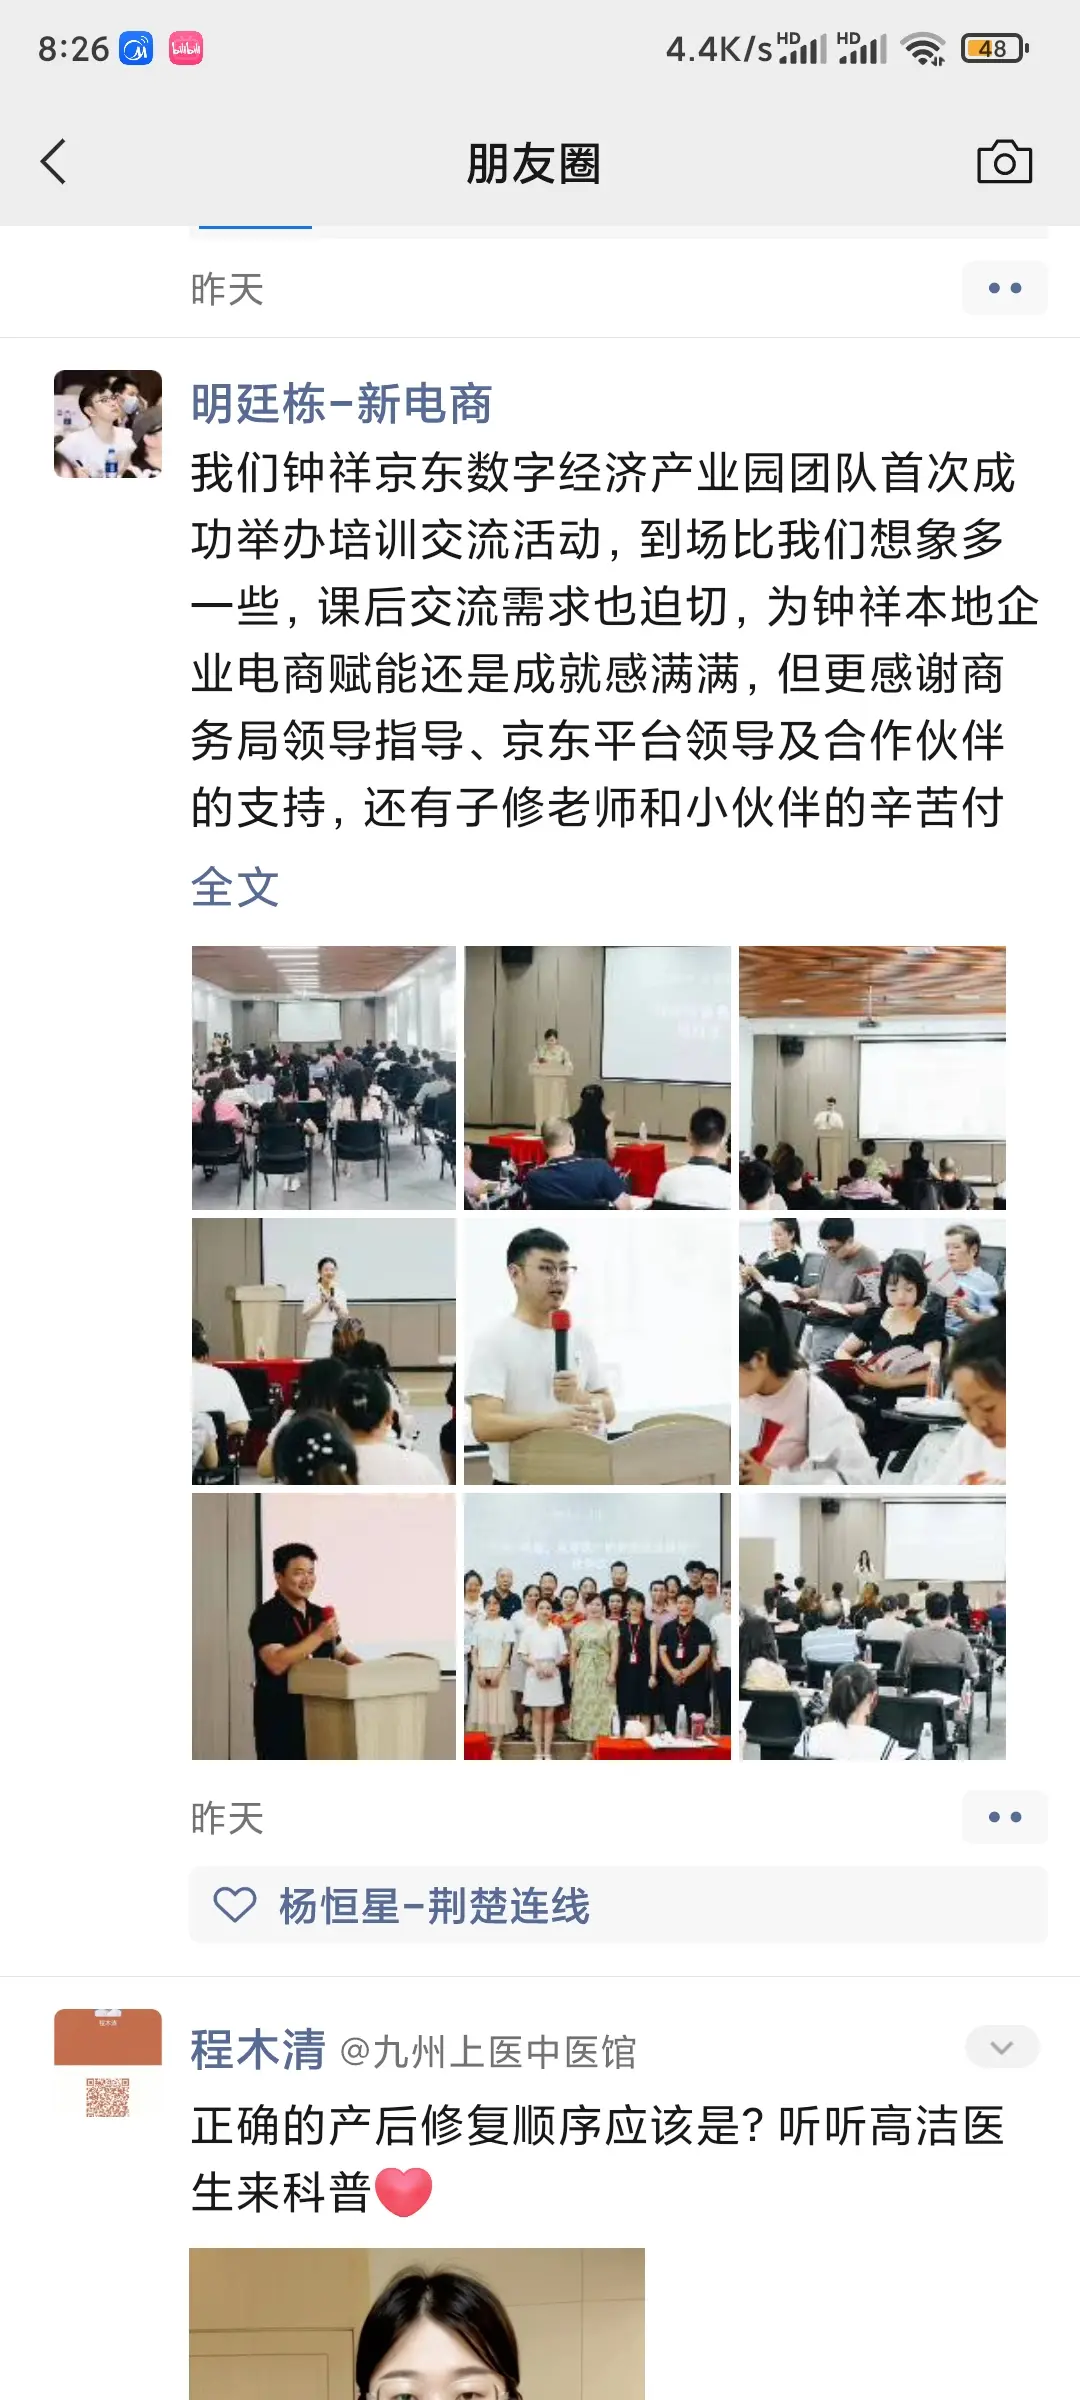 8:26
4.4K/s HD HD 48
朋友圈
昨天
明廷栋-新电商
我们钟祥京东数字经济产业园团队首次成
功举办培训交流活动，到场比我们想象多
一些，课后交流需求也迫切，为钟祥本地企
业电商赋能还是成就感满满，但更感谢商
务局领导指导、京东平台领导及合作伙伴
的支持，还有子修老师和小伙伴的辛苦付
全文
昨天
杨恒星-荆楚连线
程木清 @九州上医中医馆
正确的产后修复顺序应该是？听听高洁医
生来科普